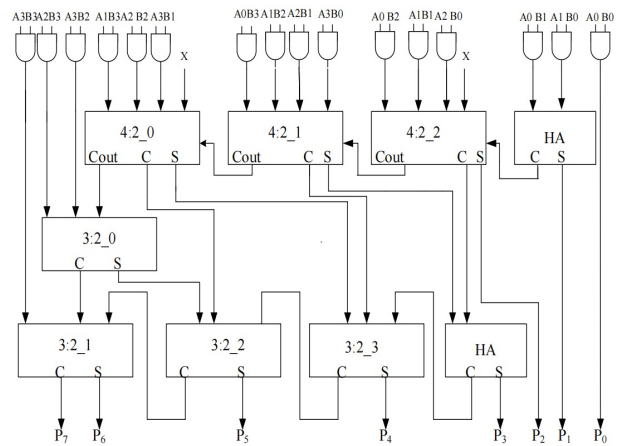 A3B3A2B3 A3B2 A1B3A2 B2 A3B1 A0B3 A1B2 A2B1 A3B0 A0 B2 A1B1 A2 B0 A0 B1 A1 B0 A0 B0
X X
4:2_0 4:2_1 4:2_2 HA
Cout C S Cout C S Cout C S C S
3:2_0
C S
3:2_1 3:2_2 3:2_3 HA
C S C S C S C S
P7 P6 P5 P4 P3 P2 P1 P0